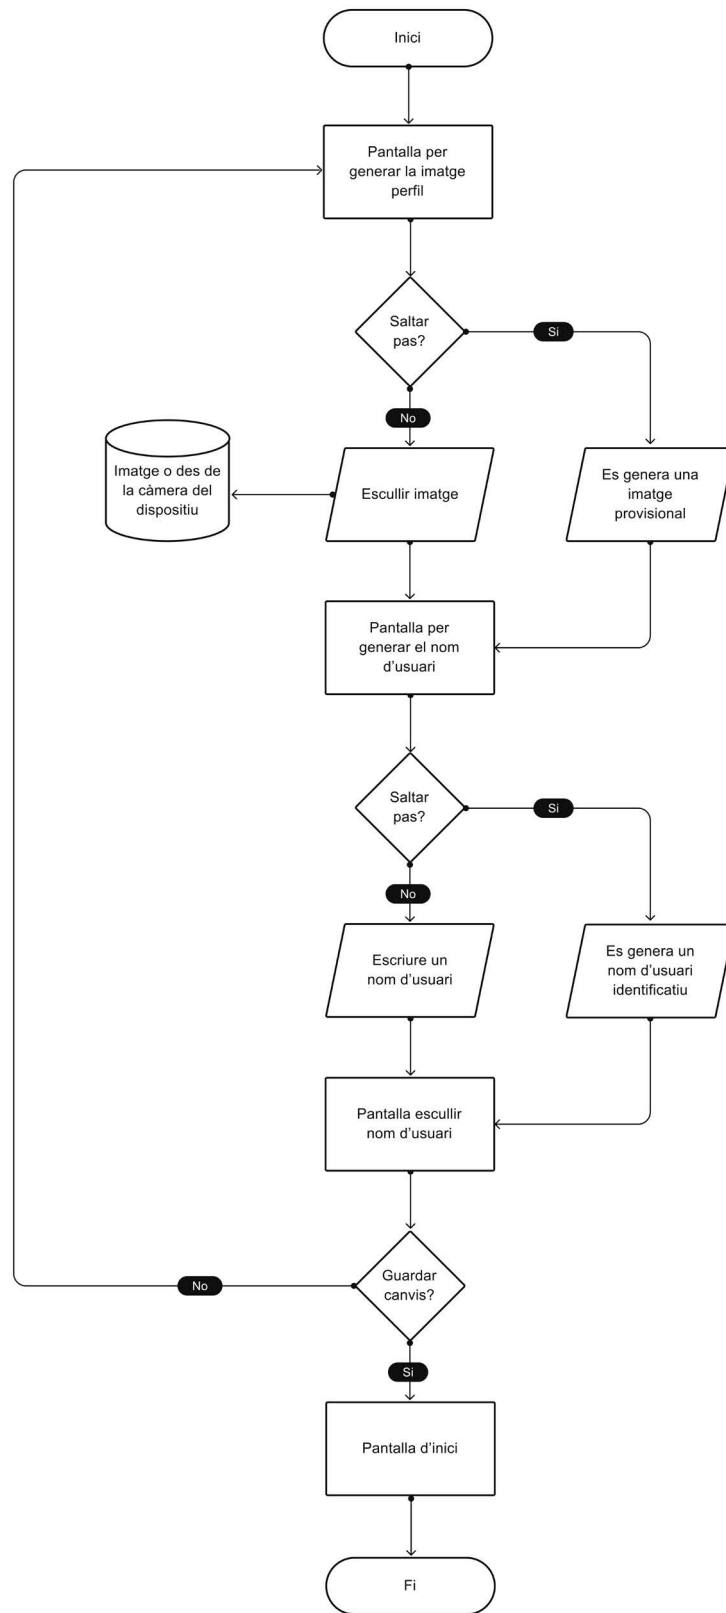 Inici
Pantalla per
generar la imatge
perfil
Saltar
pas?
Si
No
Imatge o des de
la càmera del
dispositiu
Escullir imatge
Es genera una
imatge
provisional
Pantalla per
generar el nom
d’usuari
Saltar
pas?
Si
No
Escriure un
nom d’usuari
Es genera un
nom d’usuari
identificatiu
Pantalla escullir
nom d’usuari
Guardar
canvis?
No
Si
Pantalla d’inici
Fi